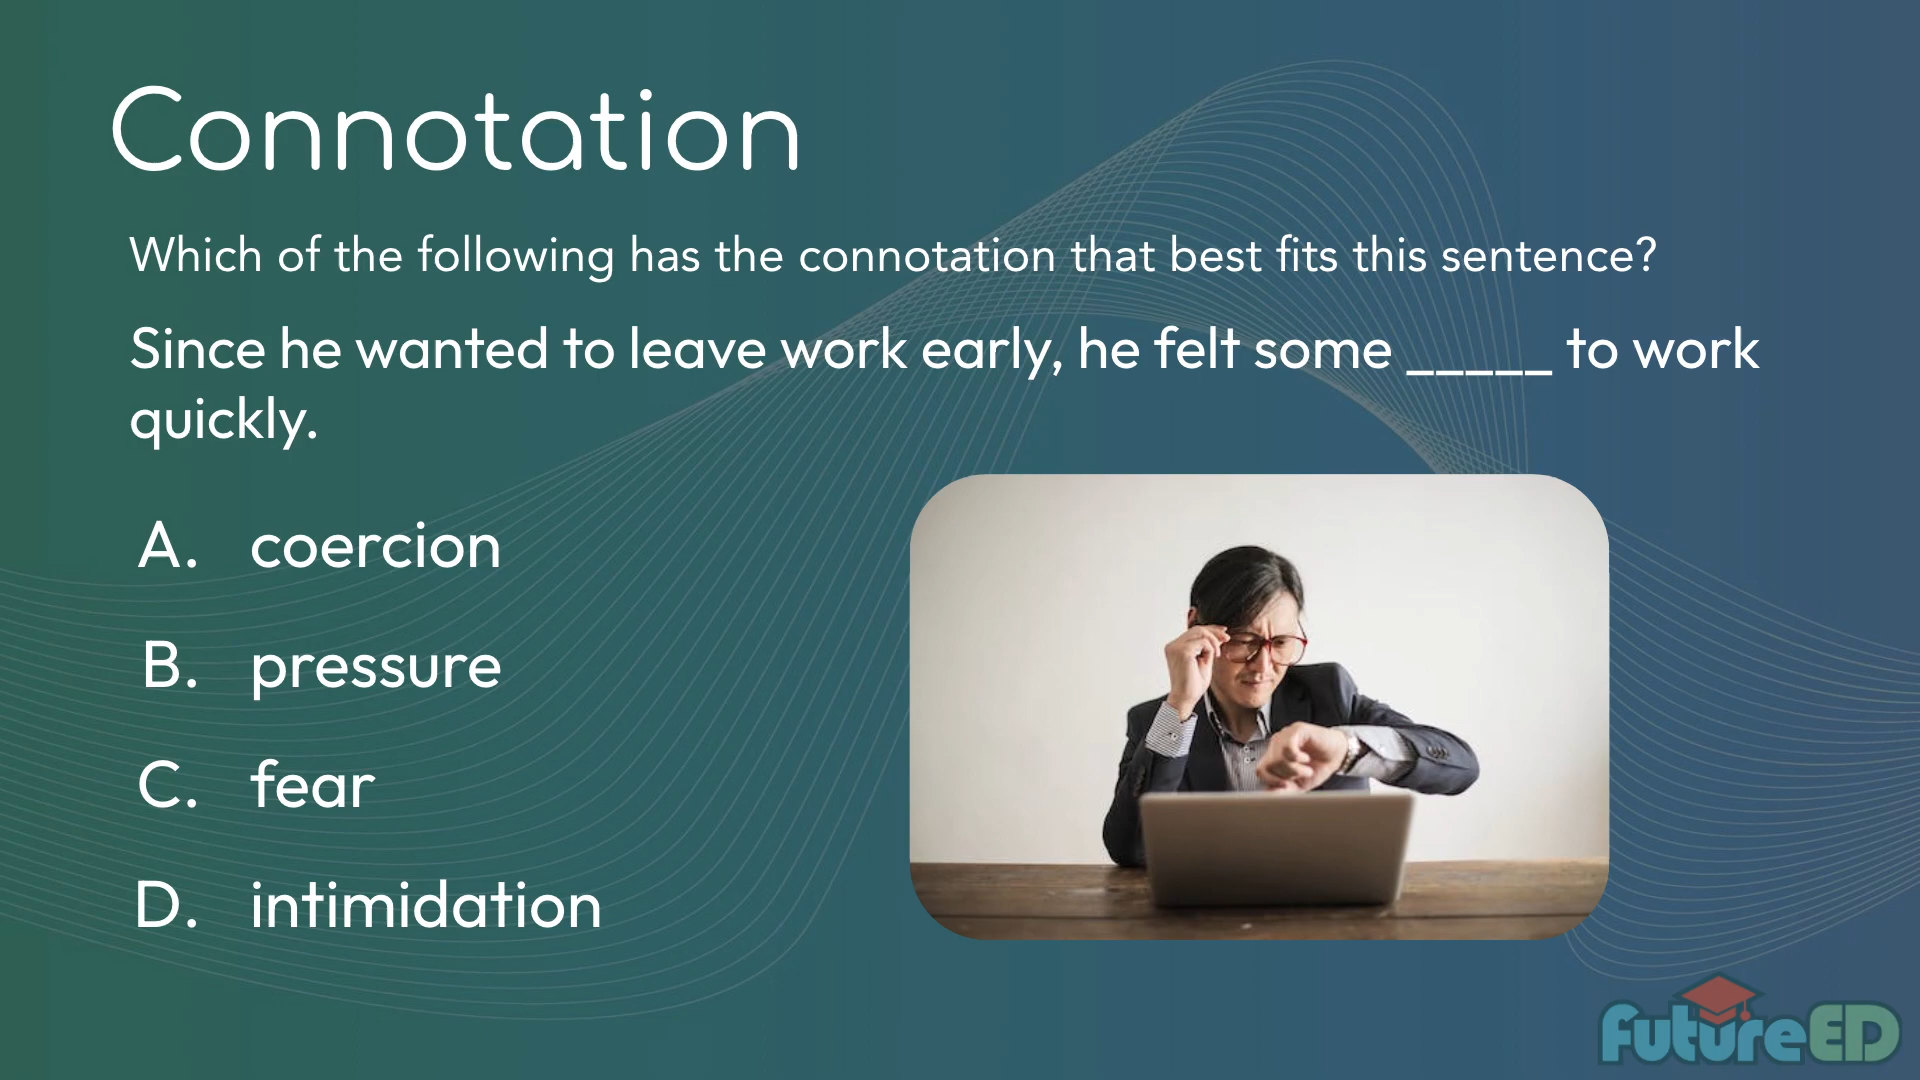 Connotation
Which of the following has the connotation that best fits this sentence?
Since he wanted to leave work early, he felt some _____ to work
quickly.
A. coercion
B. pressure
C. fear
D. intimidation
FutureED